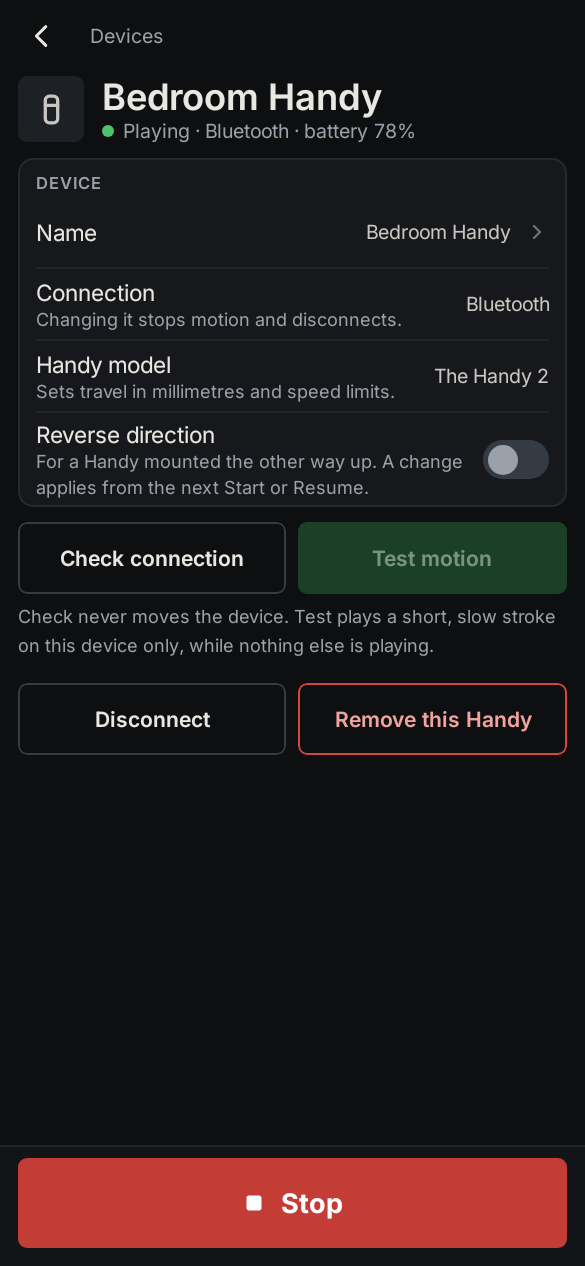 Devices
Bedroom Handy
Playing · Bluetooth · battery 78%
DEVICE
Name
Bedroom Handy
Connection
Changing it stops motion and disconnects.
Bluetooth
Handy model
Sets travel in millimetres and speed limits.
The Handy 2
Reverse direction
For a Handy mounted the other way up. A change
applies from the next Start or Resume.
Check connection
Test motion
Check never moves the device. Test plays a short, slow stroke
on this device only, while nothing else is playing.
Disconnect
Remove this Handy
Stop